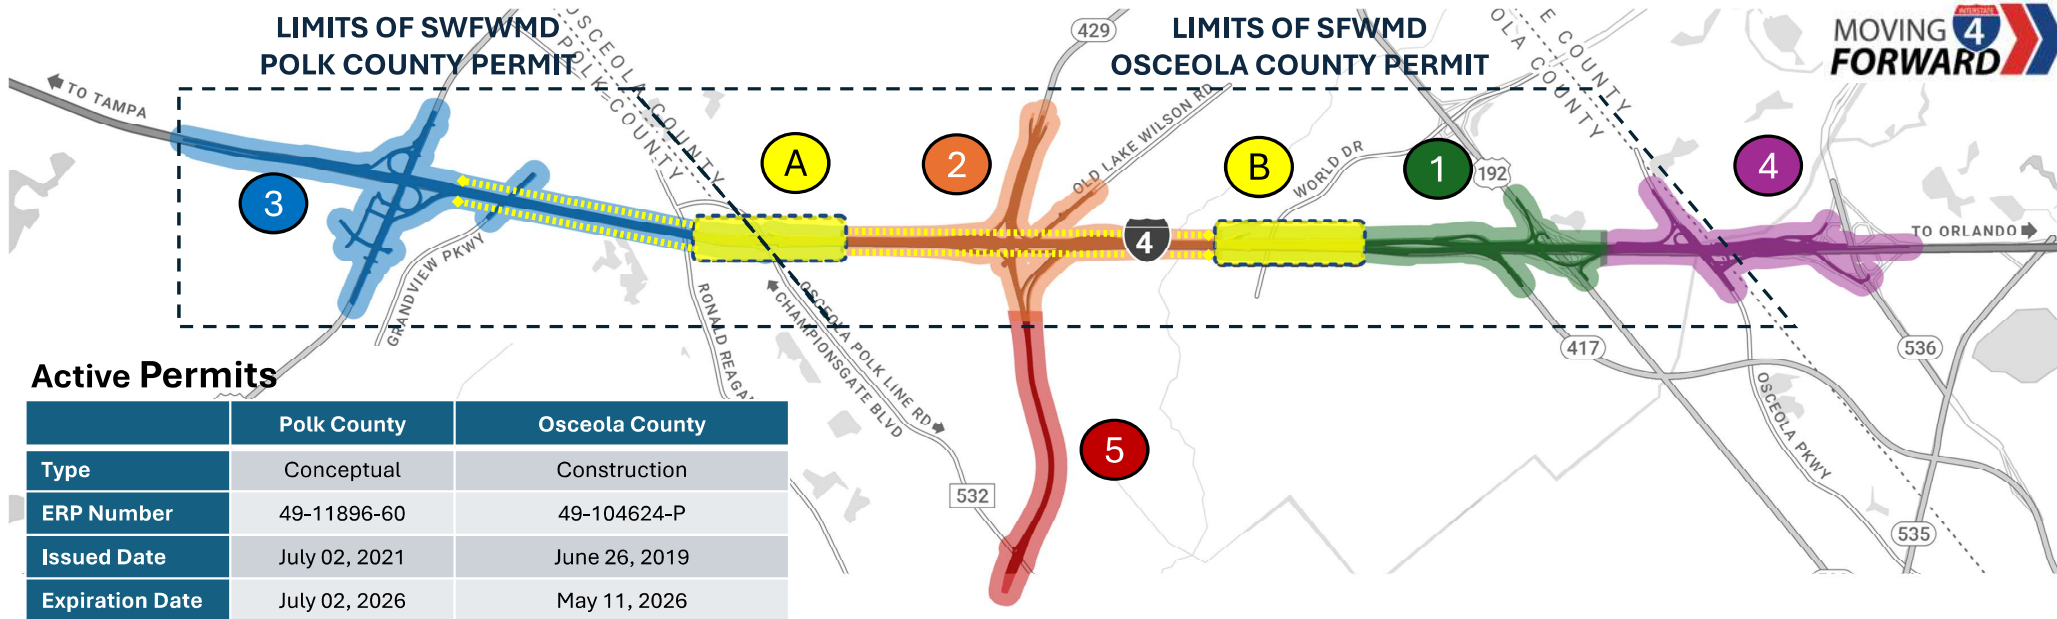 LIMITS OF SWFWMD
POLK COUNTY PERMIT
LIMITS OF SFWMD
OSCEOLA COUNTY PERMIT
MOVING
FORWARD
INTERSTATE
4
TO TAMPA
OSCEOLA COUNTY
POLK COUNTY
429
OLD LAKE WILSON RD
WORLD DR
192
E COUNTY
OLA COUNTY
3
A
2
B
1
4
4
TO ORLANDO
GRANDVIEW PKWY
RONALD REAGA
OSCEOLA POLK LINE RD
CHAMPIONSGATE BLVD
532
5
417
536
OSCEOLA PKWY
535
Active Permits
Polk County Osceola County
Type Conceptual Construction
ERP Number 49-11896-60 49-104624-P
Issued Date July 02, 2021 June 26, 2019
Expiration Date July 02, 2026 May 11, 2026